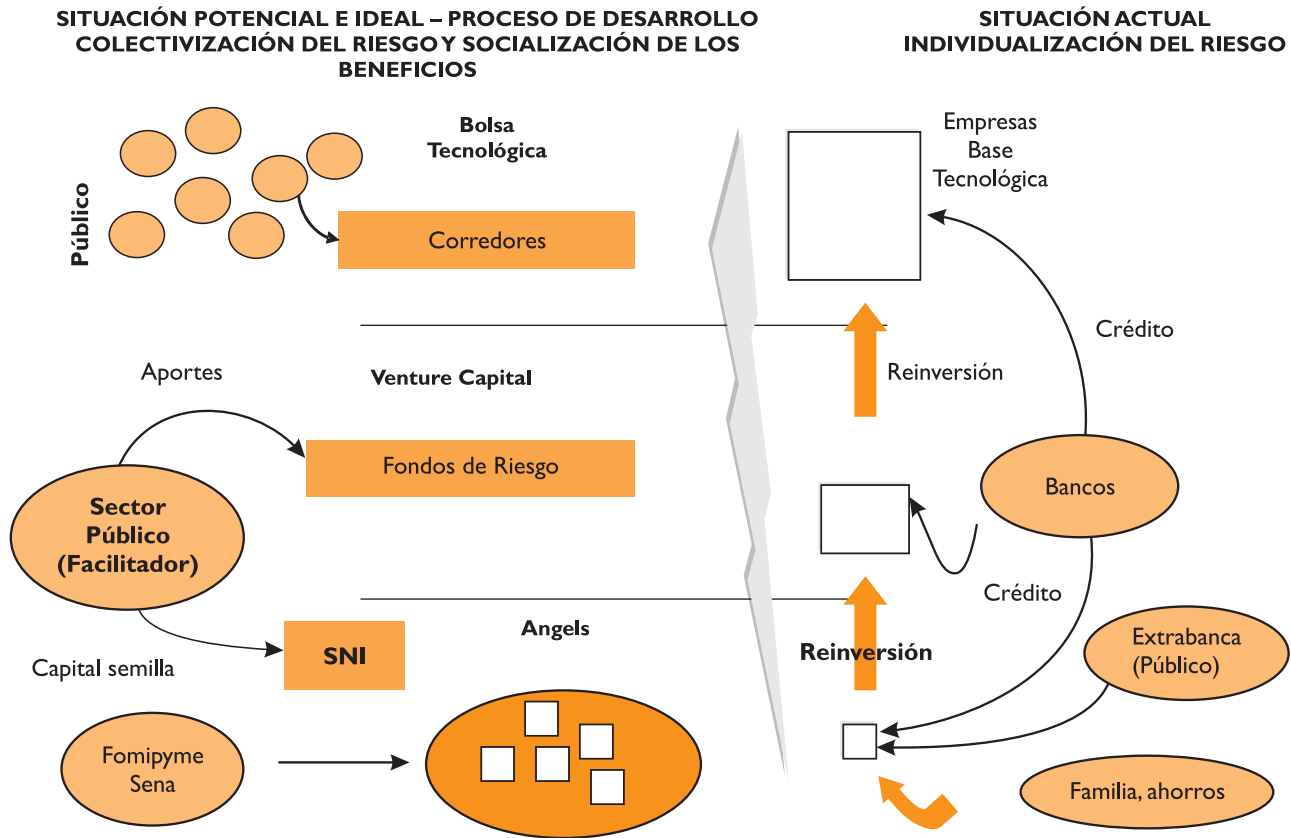 SITUACIÓN POTENCIAL E IDEAL – PROCESO DE DESARROLLO
COLECTIVIZACIÓN DEL RIESGO Y SOCIALIZACIÓN DE LOS
BENEFICIOS
SITUACIÓN ACTUAL
INDIVIDUALIZACIÓN DEL RIESGO
Público
Bolsa
Tecnológica
Corredores
Empresas
Base
Tecnológica
Crédito
Aportes
Venture Capital
Reinversión
Fondos de Riesgo
Bancos
Sector
Público
(Facilitador)
Crédito
Angels
SNI
Capital semilla
Reinversión
Extrabanca
(Público)
Fomipyme
Sena
Familia, ahorros